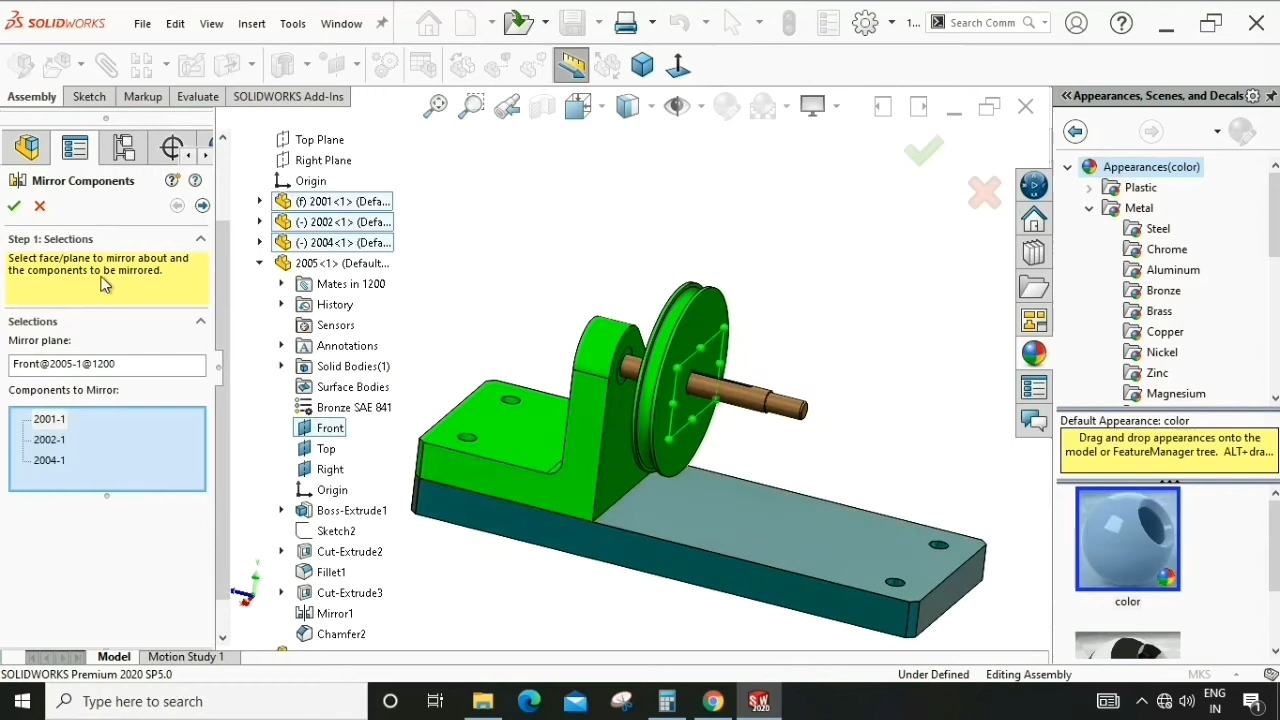 SOLIDWORKS File Edit View Insert Tools Window 1... Search Comm
Assembly Sketch Markup Evaluate SOLIDWORKS Add-Ins
Appearances, Scenes, and Decals
Mirror Components
Step 1: Selections
Select face/plane to mirror about and
the components to be mirrored.
Selections
Mirror plane:
Front@2005-1@1200
Components to Mirror:
2001-1
2002-1
2004-1
Top Plane
Right Plane
Origin
(f) 2001<1> (Defa...
(-) 2002<1> (Defa...
(-) 2004<1> (Defa...
2005<1> (Default...
Mates in 1200
History
Sensors
Annotations
Solid Bodies(1)
Surface Bodies
Bronze SAE 841
Front
Top
Right
Origin
Boss-Extrude1
Sketch2
Cut-Extrude2
Fillet1
Cut-Extrude3
Mirror1
Chamfer2
Appearances(color)
Plastic
Metal
Steel
Chrome
Aluminum
Bronze
Brass
Copper
Nickel
Zinc
Magnesium
Default Appearance: color
Drag and drop appearances onto the
model or FeatureManager tree. ALT+dra...
color
Model Motion Study 1
SOLIDWORKS Premium 2020 SP5.0 Under Defined Editing Assembly MKS
Type here to search
SW
2020
ENG
IN
1